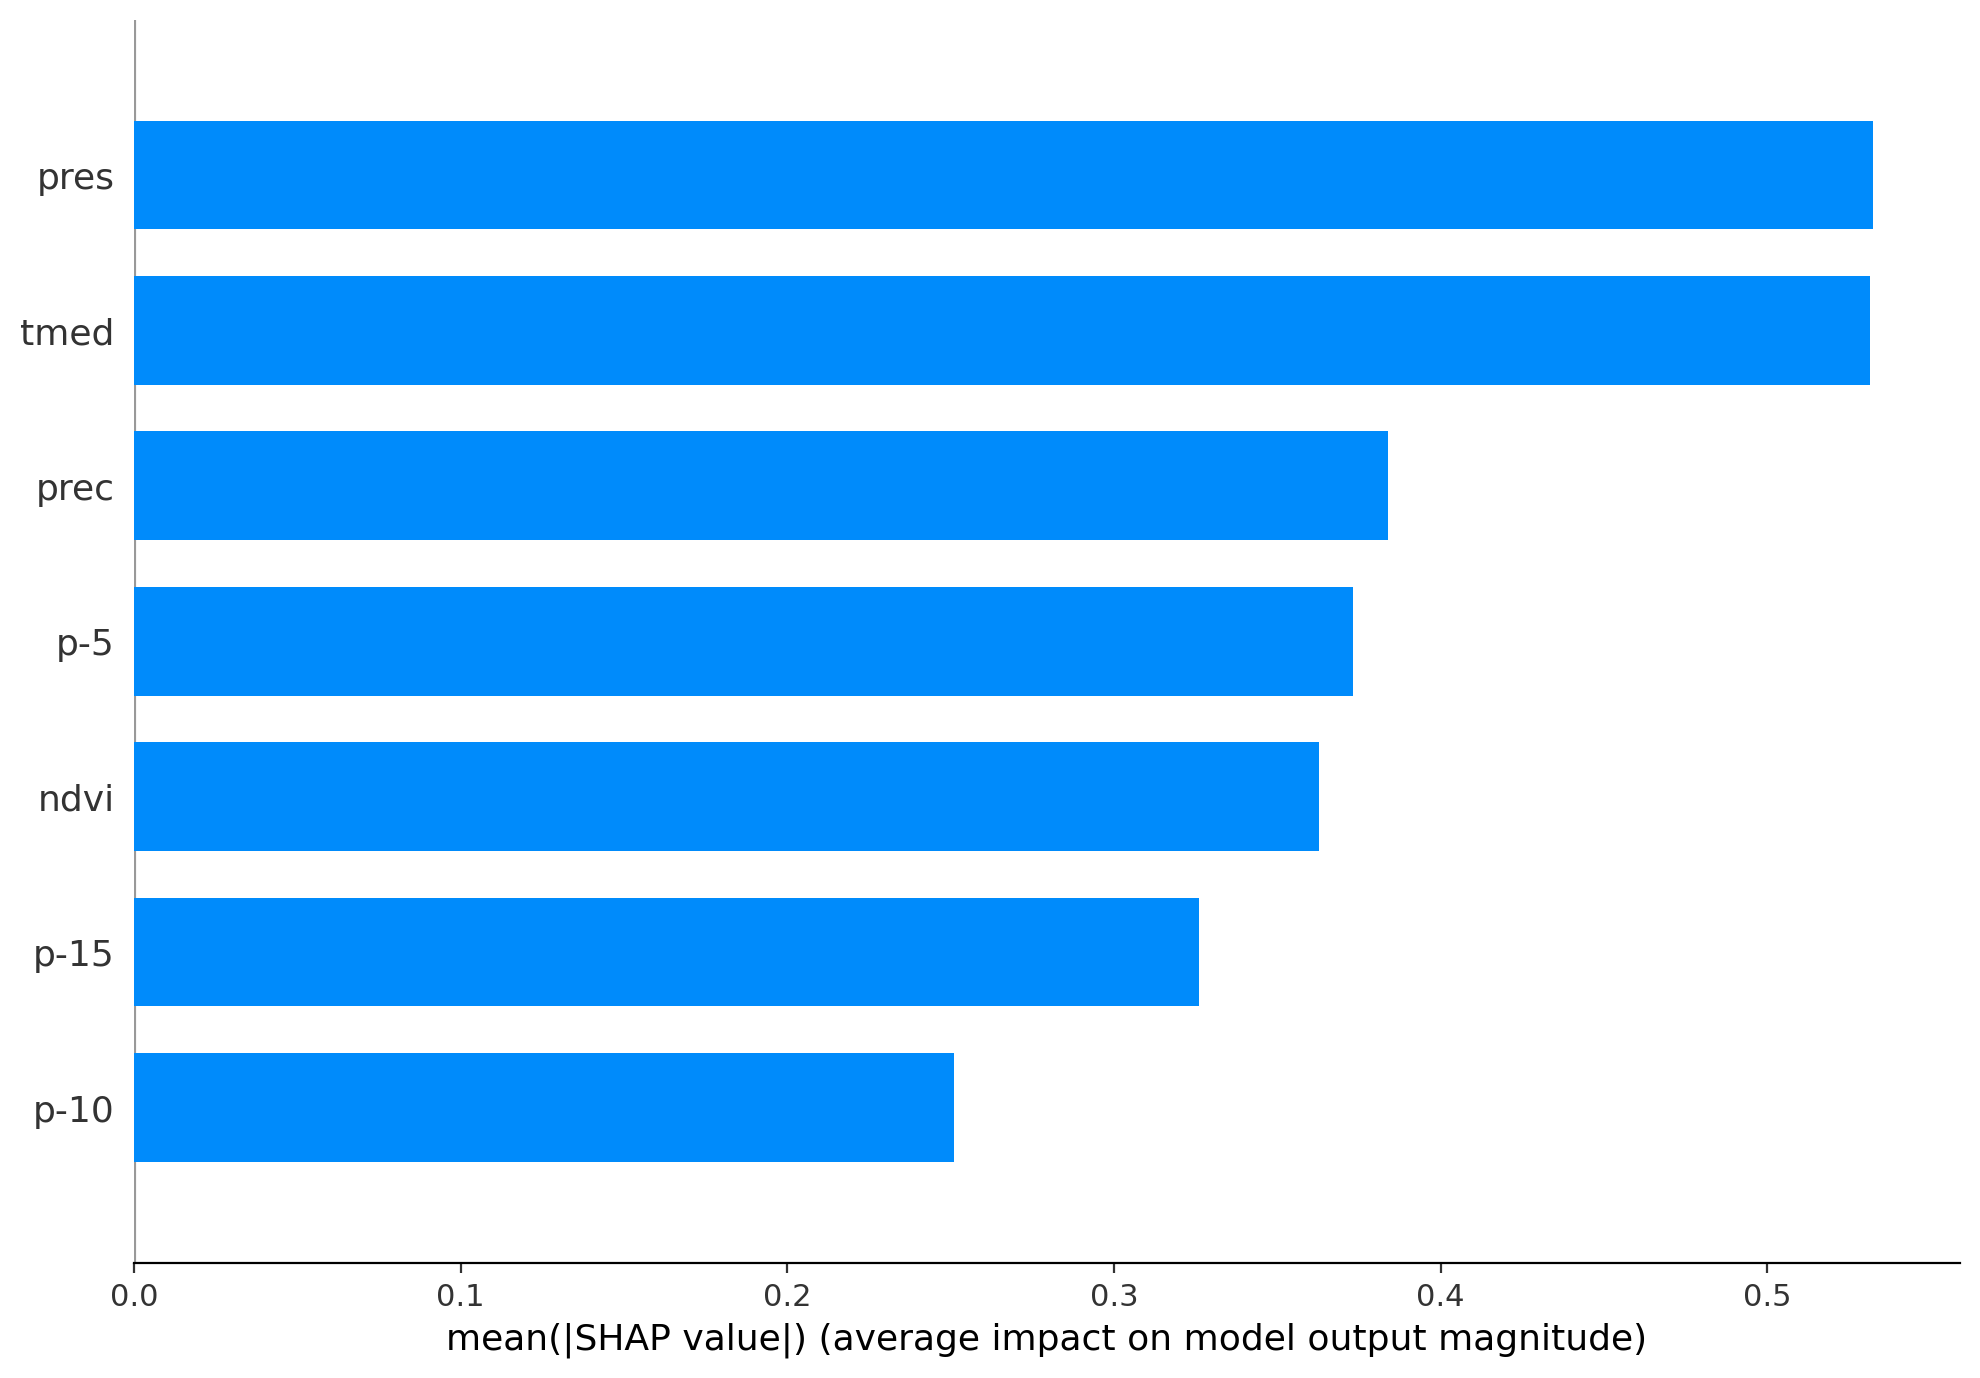 pres
tmed
prec
p-5
ndvi
p-15
p-10
0.0 0.1 0.2 0.3 0.4 0.5
mean(|SHAP value|) (average impact on model output magnitude)